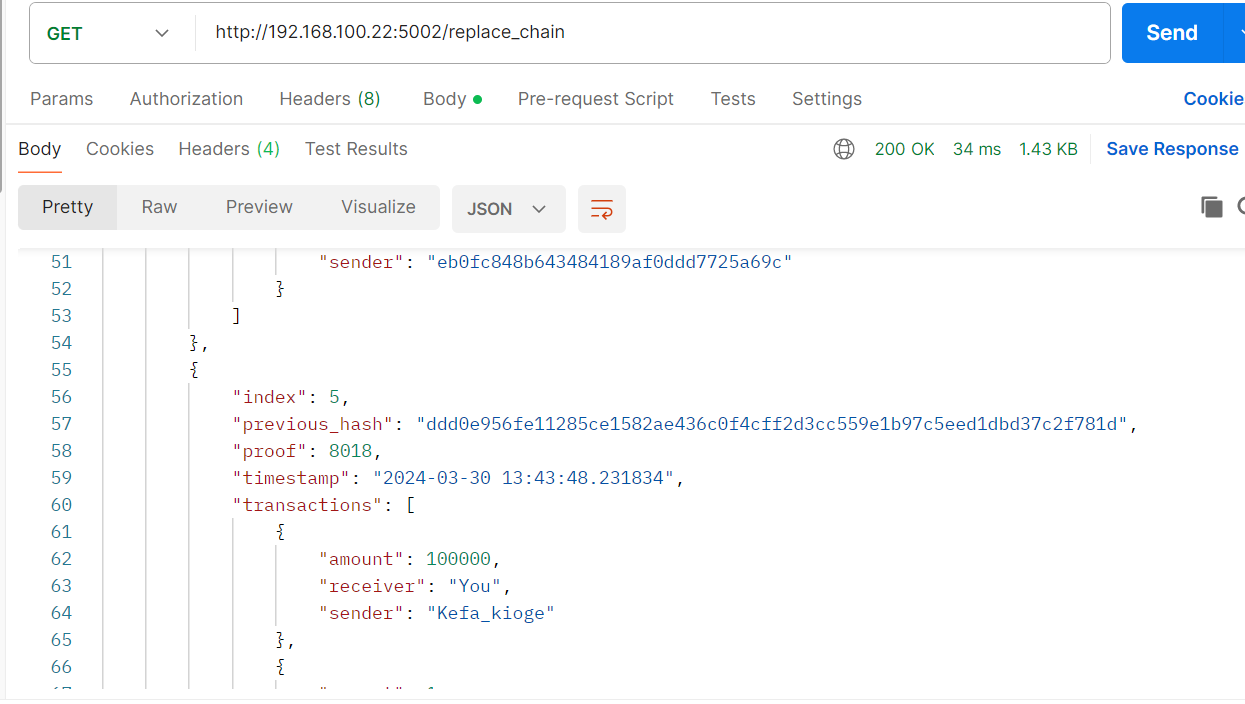 GET http://192.168.100.22:5002/replace_chain Send
Params Authorization Headers (8) Body Pre-request Script Tests Settings Cookie
Body Cookies Headers (4) Test Results 200 OK 34 ms 1.43 KB Save Response
Pretty Raw Preview Visualize JSON
51 "sender": "eb0fc848b643484189af0ddd7725a69c"
52 }
53 ]
54 },
55 {
56 "index": 5,
57 "previous_hash": "ddd0e956fe11285ce1582ae436c0f4cff2d3cc559e1b97c5eed1dbd37c2f781d",
58 "proof": 8018,
59 "timestamp": "2024-03-30 13:43:48.231834",
60 "transactions": [
61 {
62 "amount": 100000,
63 "receiver": "You",
64 "sender": "Kefa_kioge"
65 },
66 {